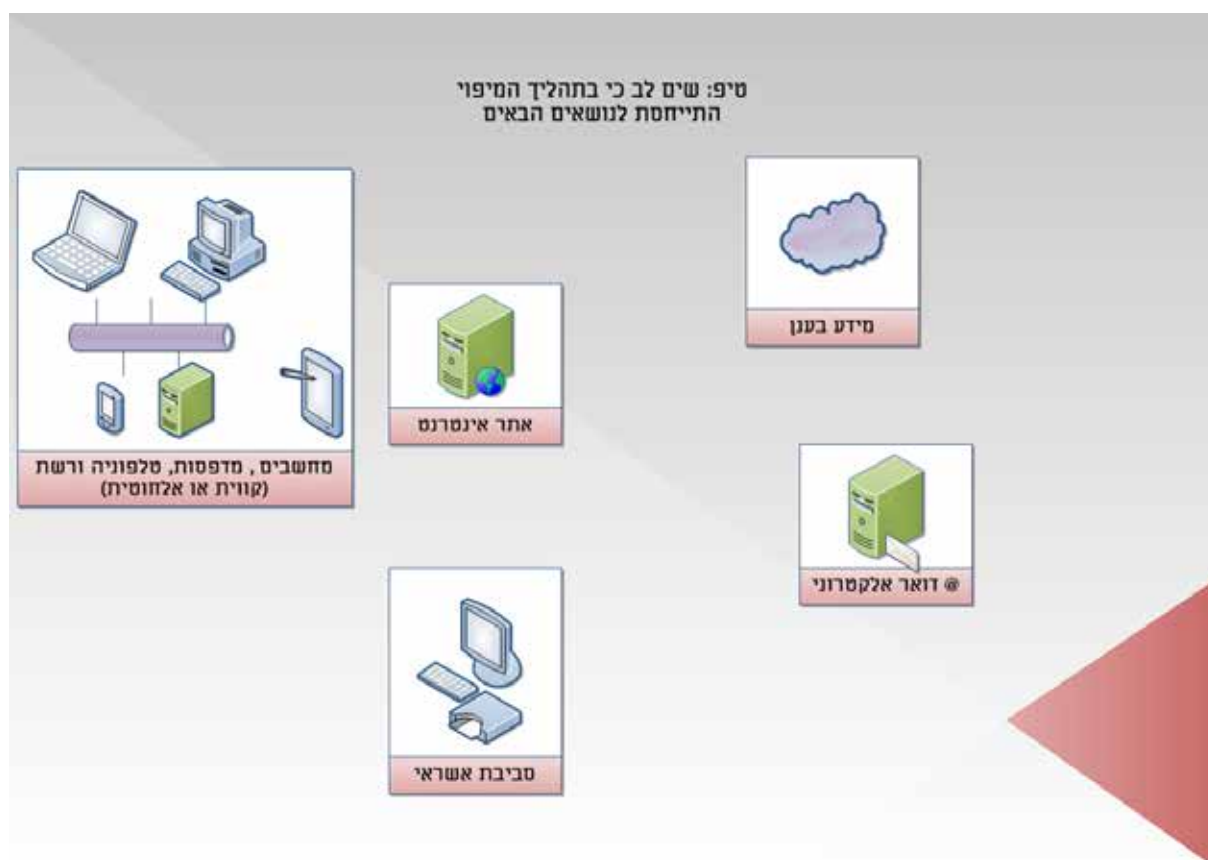 טיפ: שים לב כי בתהליך המיפוי
התייחסת לנושאים הבאים
מידע בענן
אתר אינטרנט
מחשבים , מדפסות, טלפוניה ורשת
(קווית או אלחוטית)
@ דואר אלקטרוני
סביבת אשראי